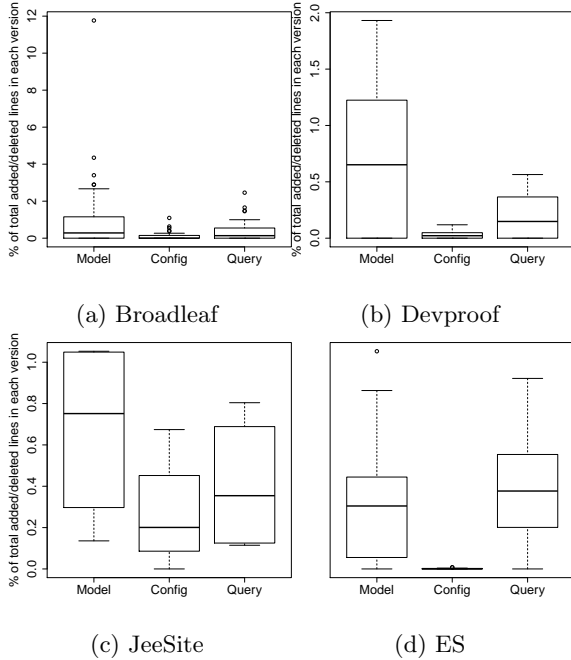 % of total added/deleted lines in each version
12
10
8
6
4
2
0
Model Config Query
(a) Broadleaf
% of total added/deleted lines in each version
2.0
1.5
1.0
0.5
0.0
Model Config Query
(b) Devproof
% of total added/deleted lines in each version
1.0
0.8
0.6
0.4
0.2
0.0
Model Config Query
(c) JeeSite
Model Config Query
(d) ES